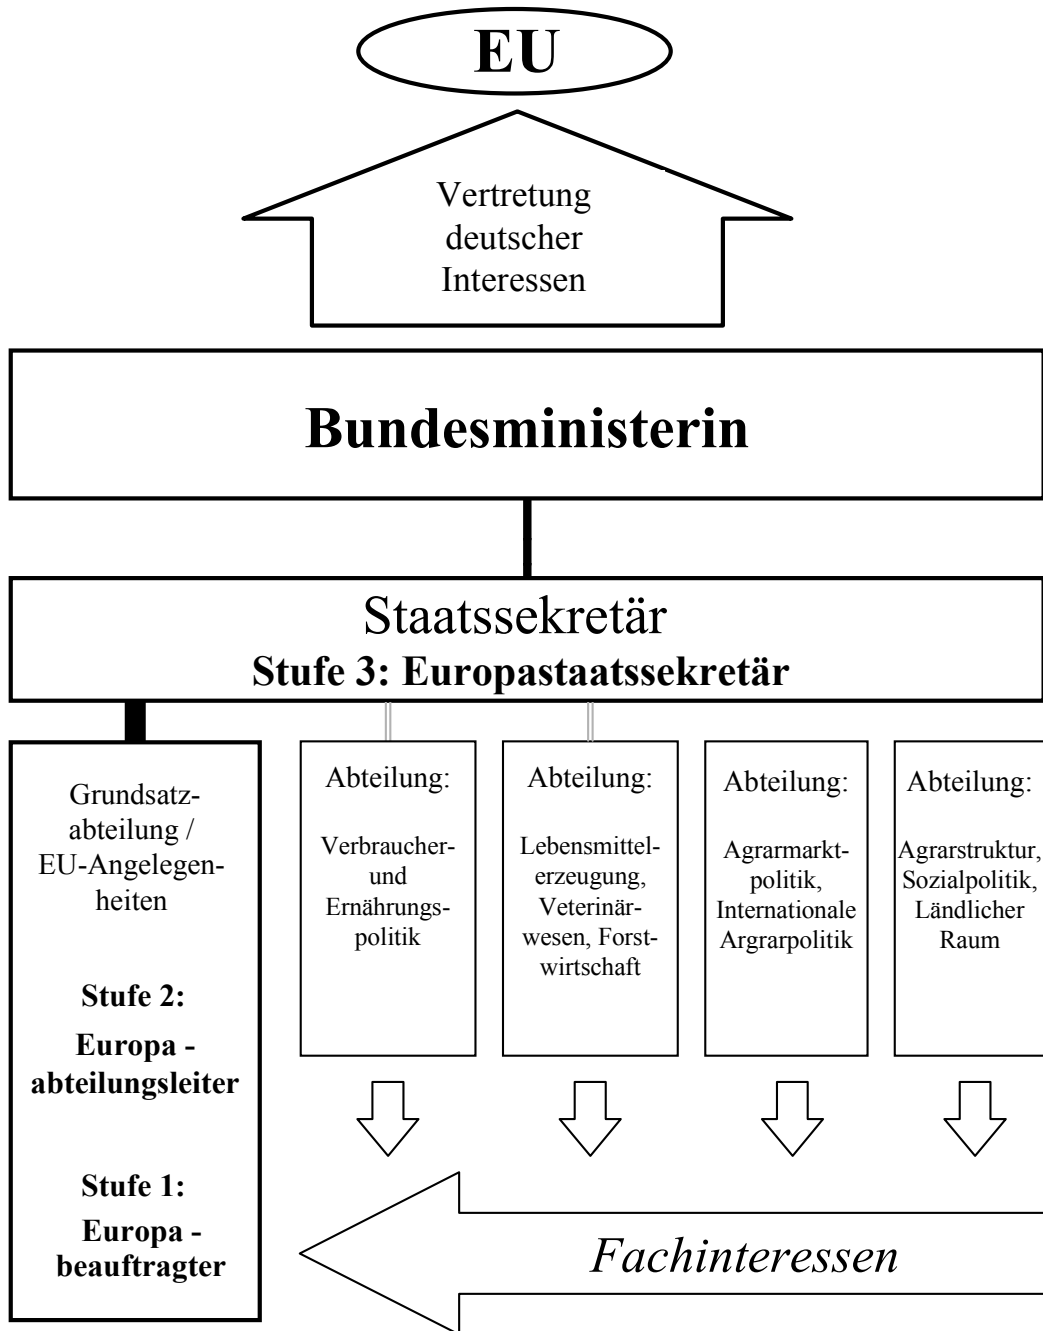 EU
Vertretung
deutscher
Interessen
Bundesministerin
Staatssekretär
Stufe 3: Europastaatssekretär
Grundsatz-
abteilung /
EU-Angelegen-
heiten
Stufe 2:
Europa -
abteilungsleiter
Stufe 1:
Europa -
beauftragter
Abteilung:
Verbraucher-
und
Ernährungs-
politik
Abteilung:
Lebensmittel-
erzeugung,
Veterinär-
wesen, Forst-
wirtschaft
Abteilung:
Agrarmarkt-
politik,
Internationale
Argrarpolitik
Abteilung:
Agrarstruktur,
Sozialpolitik,
Ländlicher
Raum
Fachinteressen